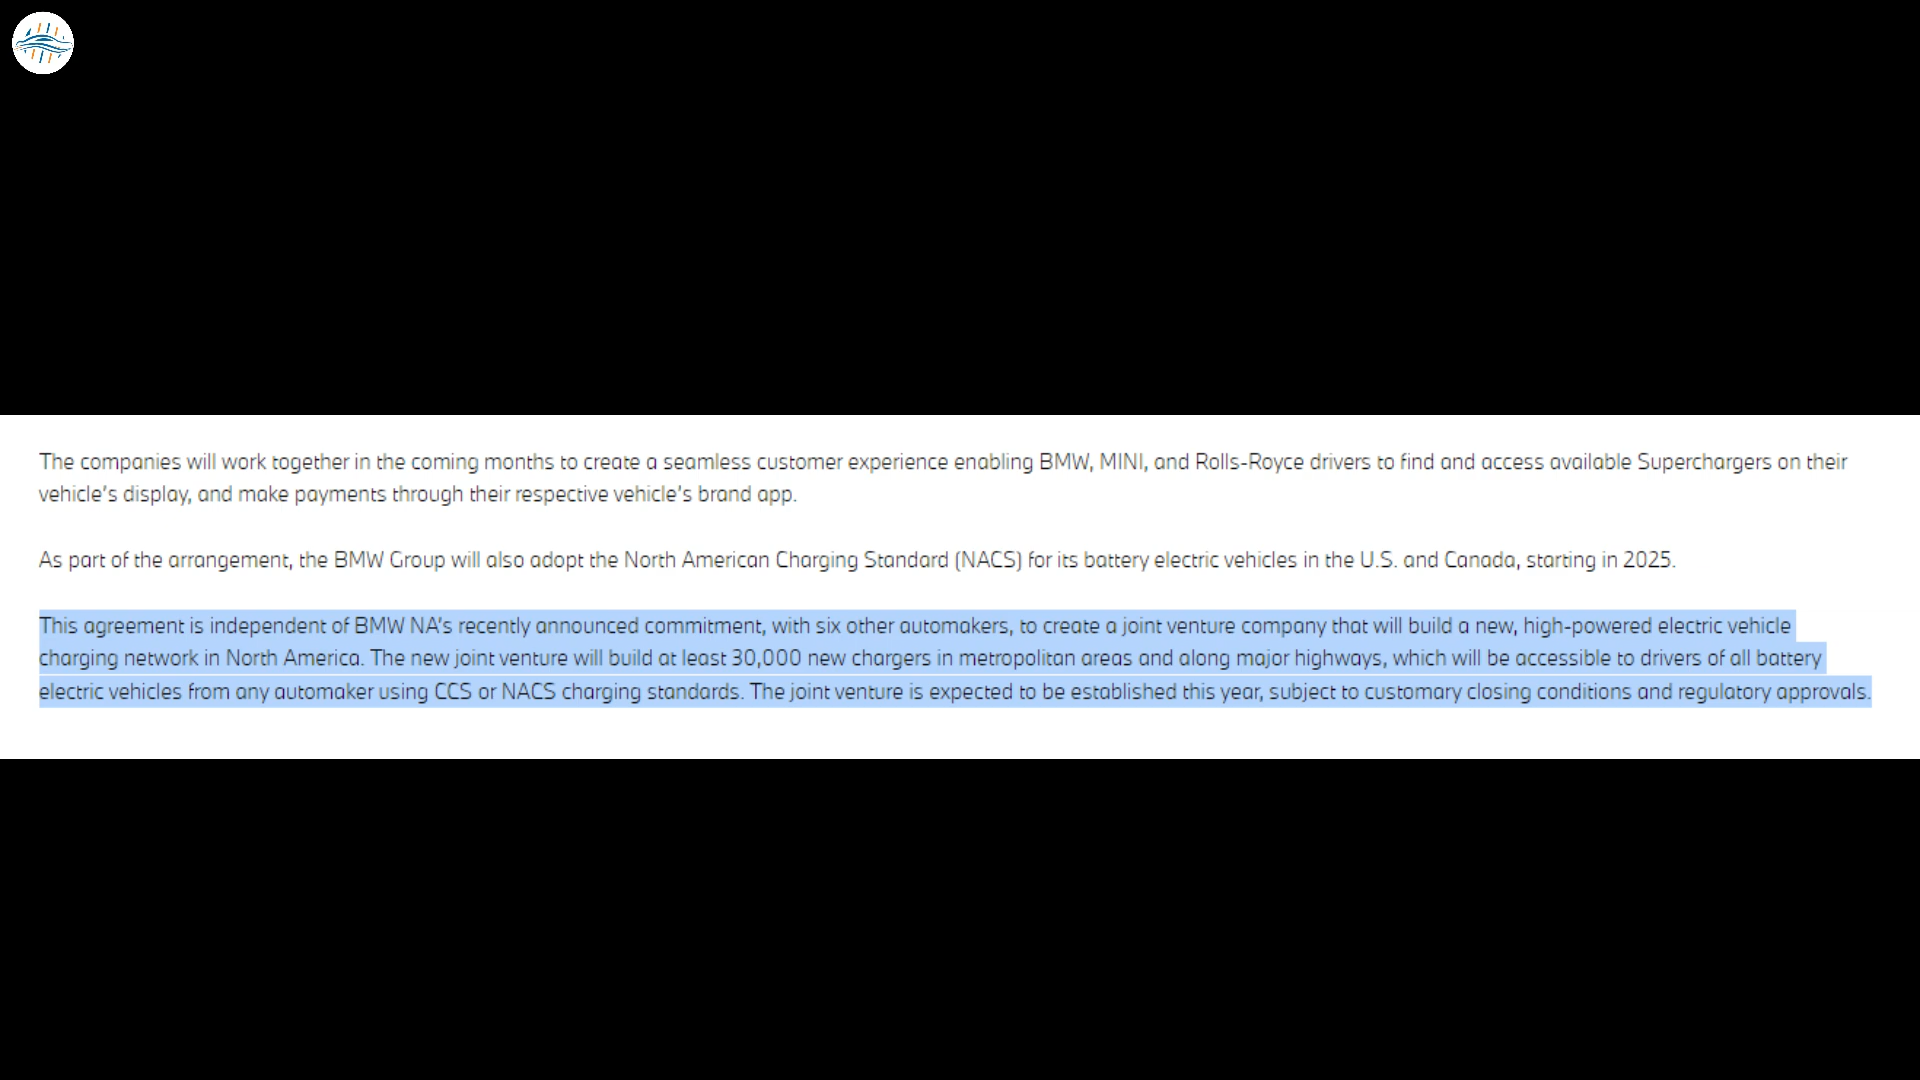 The companies will work together in the coming months to create a seamless customer experience enabling BMW, MINI, and Rolls-Royce drivers to find and access available Superchargers on their
vehicle's display, and make payments through their respective vehicle's brand app.
As part of the arrangement, the BMW Group will also adopt the North American Charging Standard (NACS) for its battery electric vehicles in the U.S. and Canada, starting in 2025.
This agreement is independent of BMW NA's recently announced commitment, with six other automakers, to create a joint venture company that will build a new, high-powered electric vehicle
charging network in North America. The new joint venture will build at least 30,000 new chargers in metropolitan areas and along major highways, which will be accessible to drivers of all battery
electric vehicles from any automaker using CCS or NACS charging standards. The joint venture is expected to be established this year, subject to customary closing conditions and regulatory approvals.